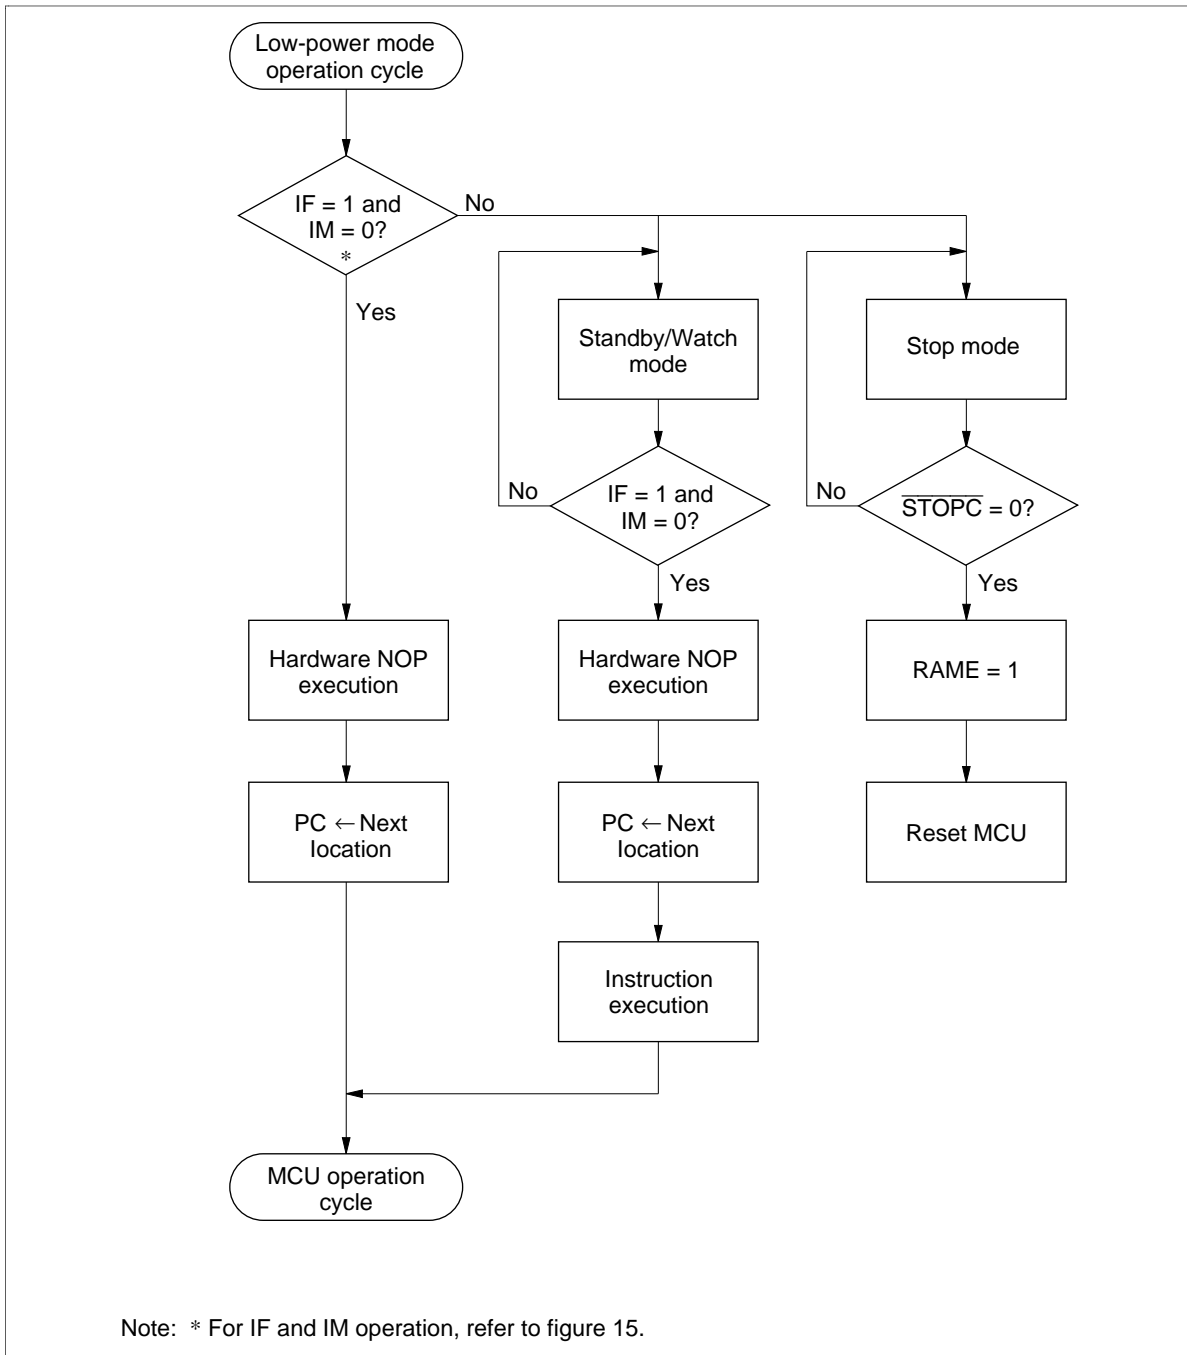 Low-power mode
operation cycle
IF = 1 and
IM = 0?
*
No
Yes
Standby/Watch
mode
Stop mode
No
IF = 1 and
IM = 0?
Yes
No
S̅T̅O̅P̅C̅ = 0?
Yes
Hardware NOP
execution
Hardware NOP
execution
RAME = 1
PC ← Next
location
PC ← Next
location
Reset MCU
Instruction
execution
MCU operation
cycle
Note: * For IF and IM operation, refer to figure 15.